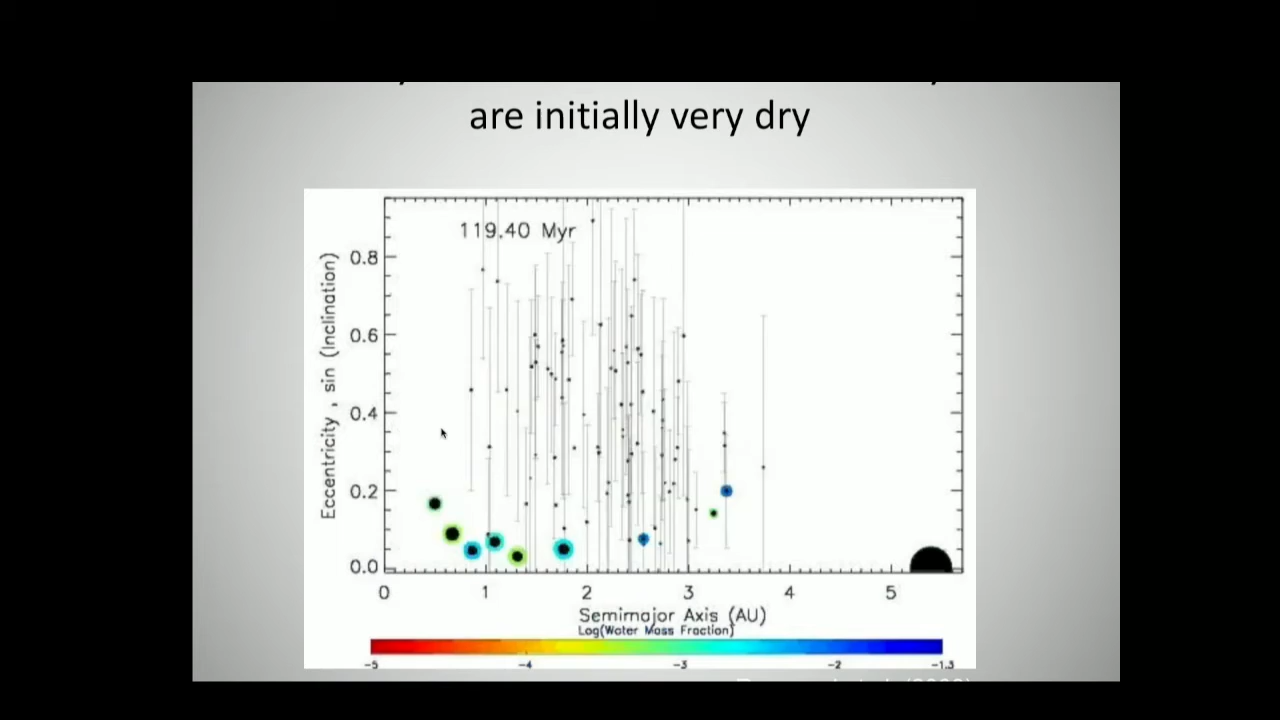 are initially very dry
119.40 Myr
Eccentricity , sin (Inclination)
0.8
0.6
0.4
0.2
0.0
0 1 2 3 4 5
Semimajor Axis (AU)
Log(Water Mass Fraction)
-5 -4 -3 -2 -1.3